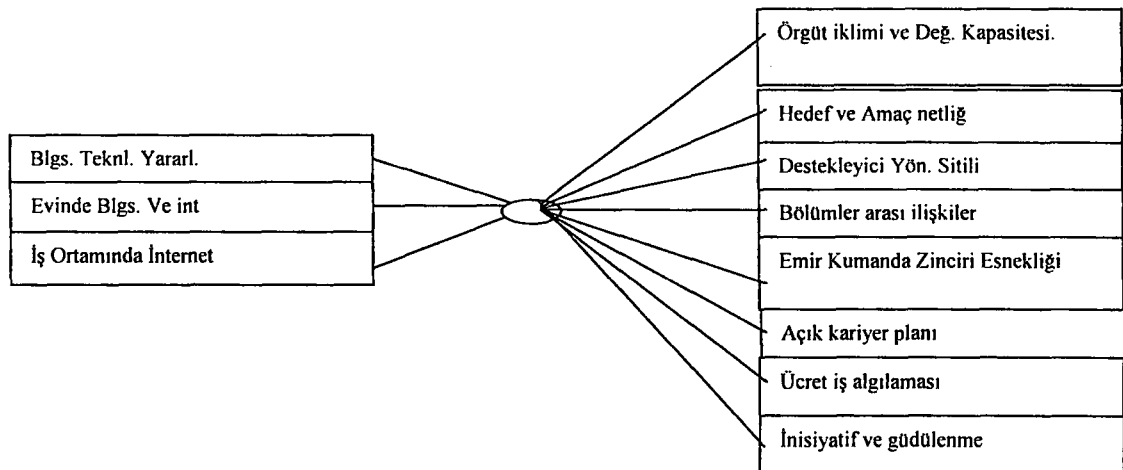 Blgs. Teknl. Yararl.
Evinde Blgs. Ve int
İş Ortamında İnternet
Örgüt iklimi ve Değ. Kapasitesi.
Hedef ve Amaç netliğ
Destekleyici Yön. Sitili
Bölümler arası ilişkiler
Emir Kumanda Zinciri Esnekliği
Açık kariyer planı
Ücret iş algılaması
İnisiyatif ve güdülenme